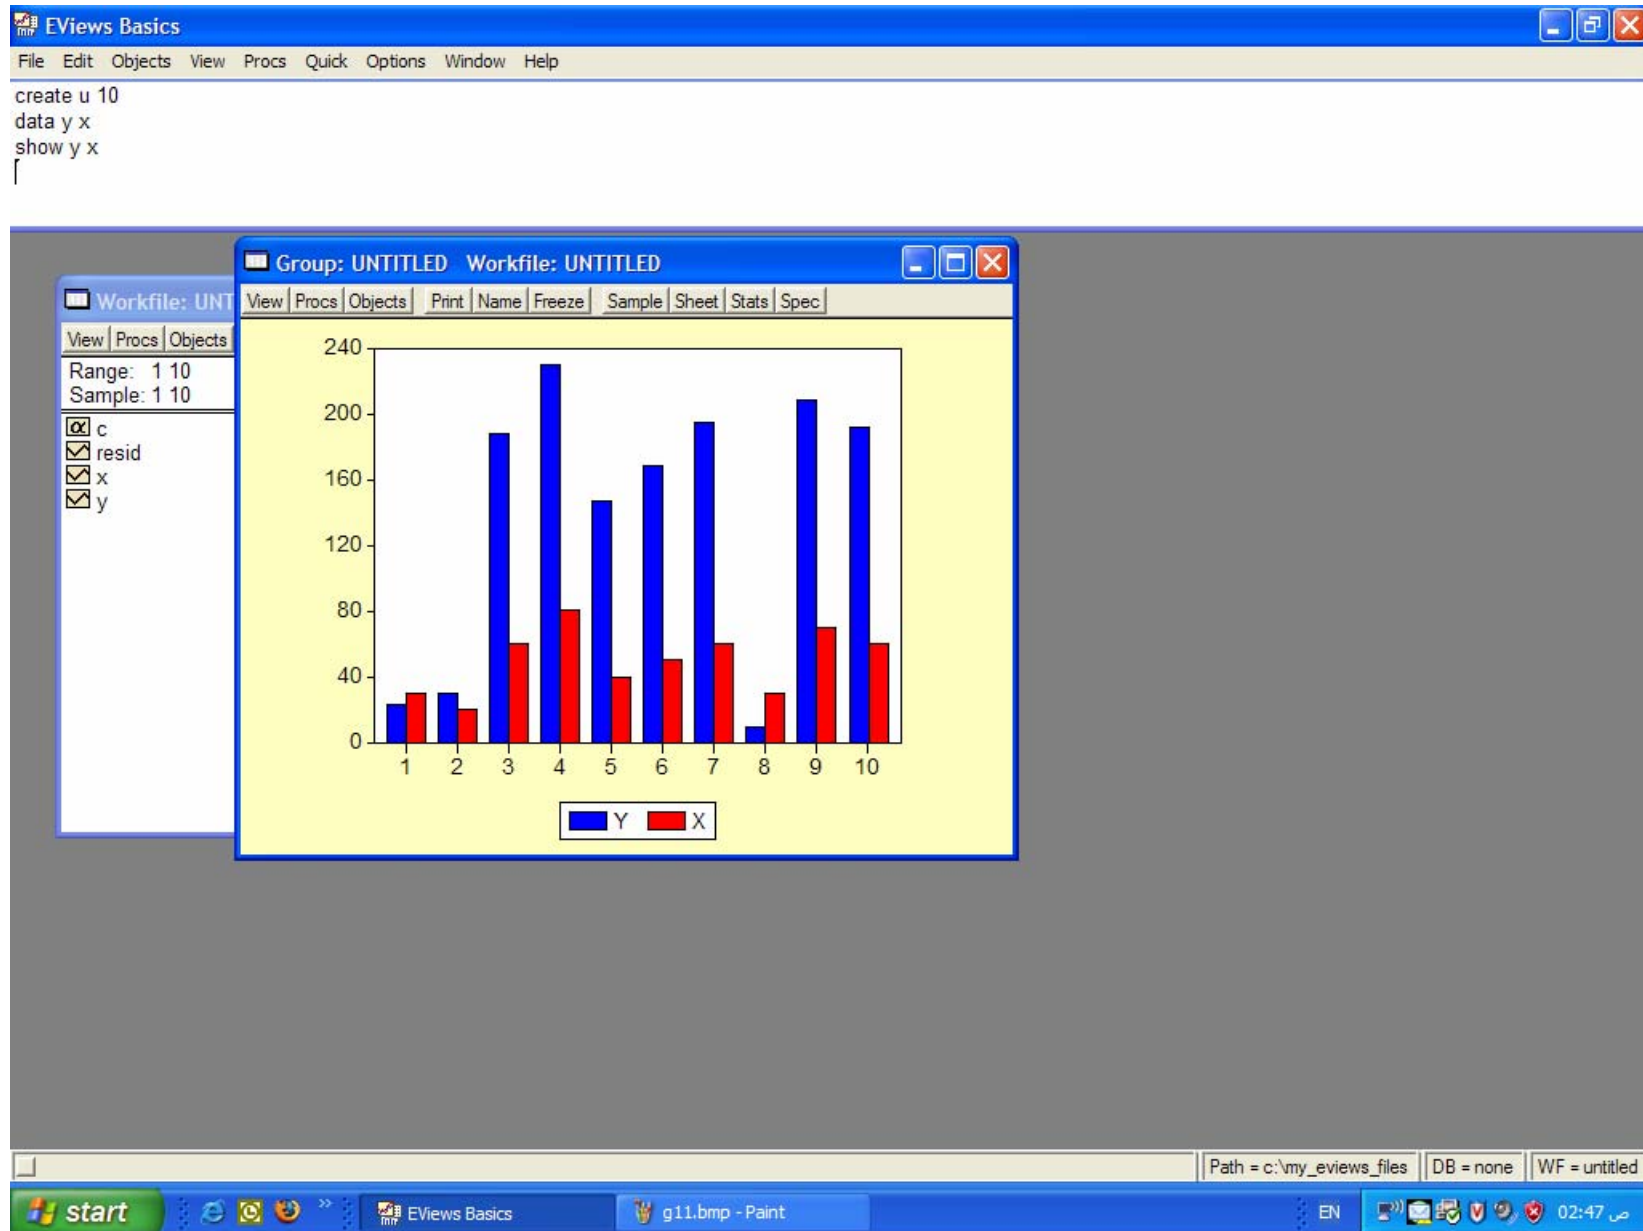 EViews Basics
File Edit Objects View Procs Quick Options Window Help
create u 10
data y x
show y x
Workfile: UNT
View Procs Objects
Range: 1 10
Sample: 1 10
c
resid
x
y
Group: UNTITLED Workfile: UNTITLED
View Procs Objects Print Name Freeze Sample Sheet Stats Spec
240
200
160
120
80
40
0
1 2 3 4 5 6 7 8 9 10
Y X
Path = c:\my_eviews_files DB = none WF = untitled
start EViews Basics g11.bmp - Paint EN 02:47 ص